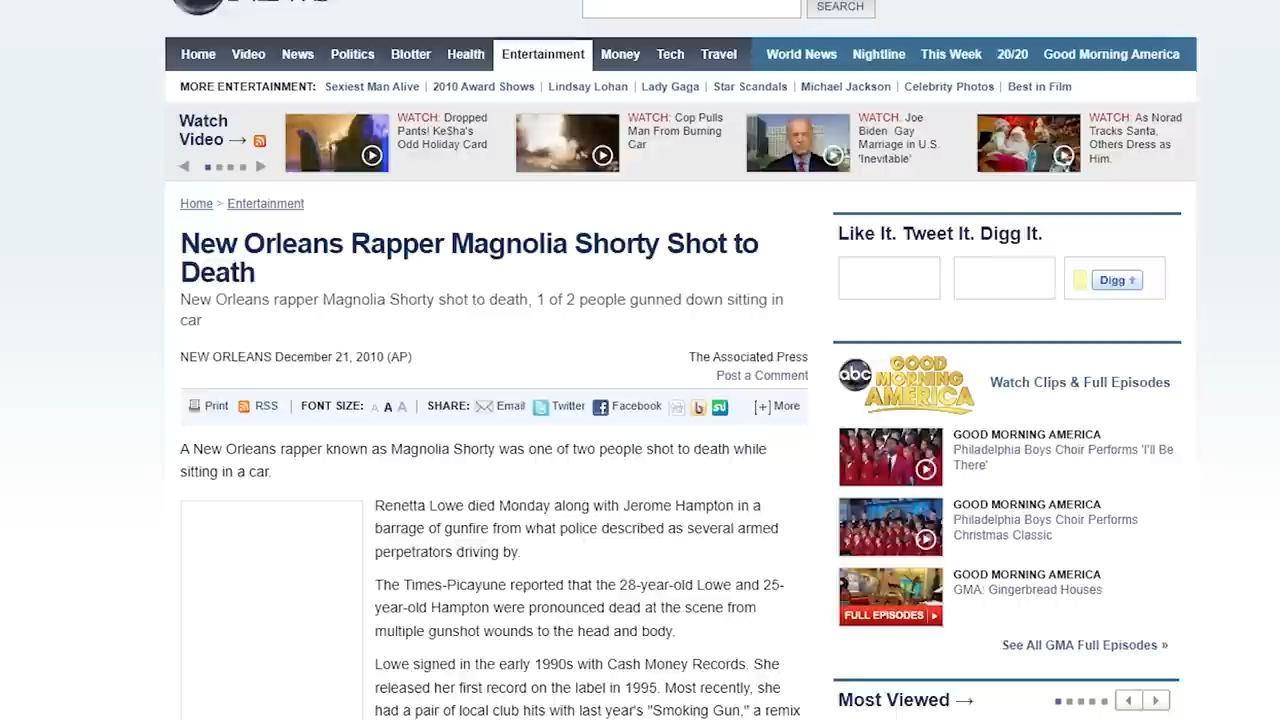 SEARCH
Home Video News Politics Blotter Health Entertainment Money Tech Travel World News Nightline This Week 20/20 Good Morning America
MORE ENTERTAINMENT: Sexiest Man Alive | 2010 Award Shows | Lindsay Lohan | Lady Gaga | Star Scandals | Michael Jackson | Celebrity Photos | Best in Film
Watch
Video →
WATCH: Dropped
Pants! Ke$ha's
Odd Holiday Card
WATCH: Cop Pulls
Man From Burning
Car
WATCH: Joe
Biden: Gay
Marriage in U.S.
'Inevitable'
WATCH: As Norad
Tracks Santa,
Others Dress as
Him.
Home > Entertainment
New Orleans Rapper Magnolia Shorty Shot to
Death
New Orleans rapper Magnolia Shorty shot to death, 1 of 2 people gunned down sitting in
car
NEW ORLEANS December 21, 2010 (AP)
The Associated Press
Post a Comment
Print RSS | FONT SIZE: A A A | SHARE: Email Twitter Facebook [+] More
A New Orleans rapper known as Magnolia Shorty was one of two people shot to death while
sitting in a car.
Renetta Lowe died Monday along with Jerome Hampton in a
barrage of gunfire from what police described as several armed
perpetrators driving by.
The Times-Picayune reported that the 28-year-old Lowe and 25-
year-old Hampton were pronounced dead at the scene from
multiple gunshot wounds to the head and body.
Lowe signed in the early 1990s with Cash Money Records. She
released her first record on the label in 1995. Most recently, she
had a pair of local club hits with last year's "Smoking Gun," a remix
Like It. Tweet It. Digg It.
Digg
abc
GOOD
MORNING
AMERICA
Watch Clips & Full Episodes
GOOD MORNING AMERICA
Philadelphia Boys Choir Performs 'I'll Be
There'
GOOD MORNING AMERICA
Philadelphia Boys Choir Performs
Christmas Classic
GOOD MORNING AMERICA
GMA: Gingerbread Houses
FULL EPISODES
See All GMA Full Episodes »
Most Viewed →